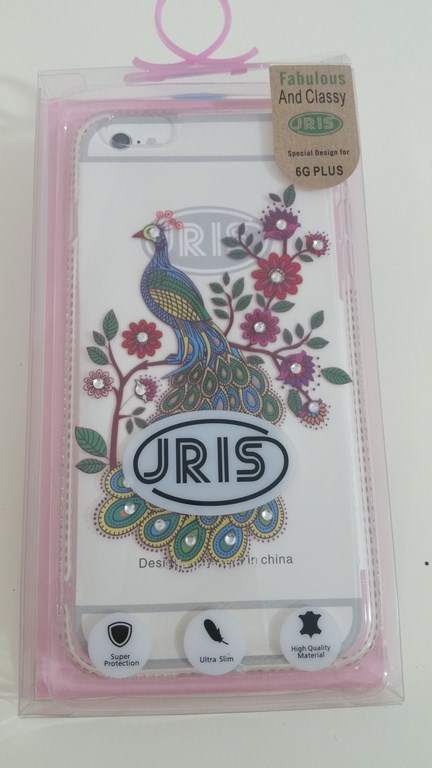 Fabulous
And Classy
JRIS
Special Design for
6G PLUS
JRIS
JRIS
in china
Super
Protection
Ultra Slim
High Quality
Material